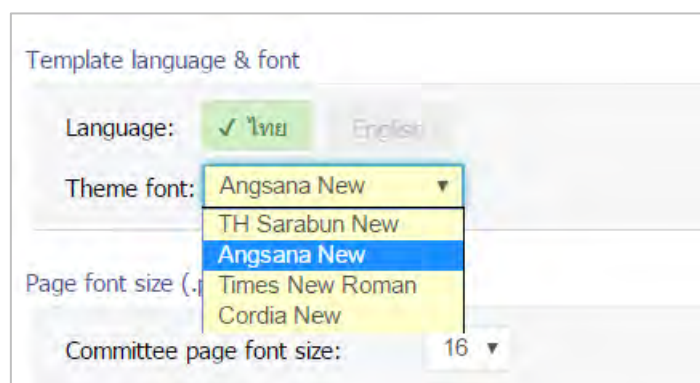 Template language & font
Language: ✓ ไทย English
Theme font: Angsana New ▼
TH Sarabun New
Angsana New
Page font size (.p Times New Roman
Cordia New
Committee page font size: 16 ▼